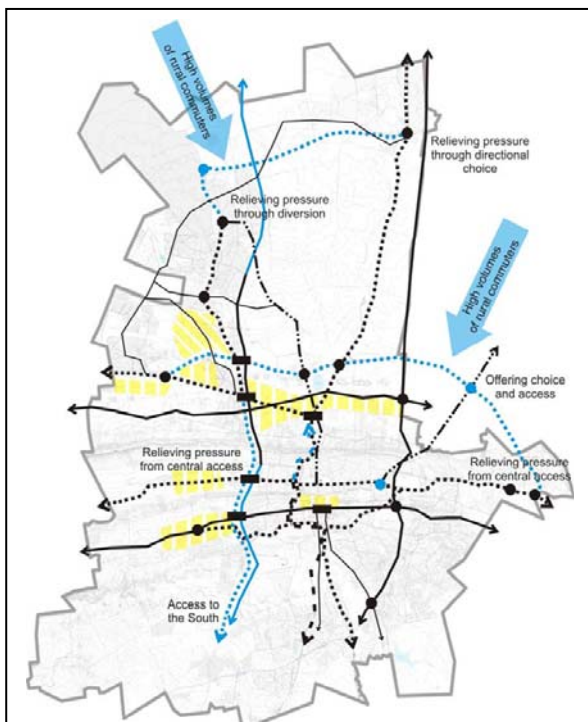 High volumes
of rural commuters
Relieving pressure
through directional
choice
Relieving pressure
through diversion
High volumes
of rural commuters
Offering choice
and access
Relieving pressure
from central access
Relieving pressure
from central access
Access to
the South